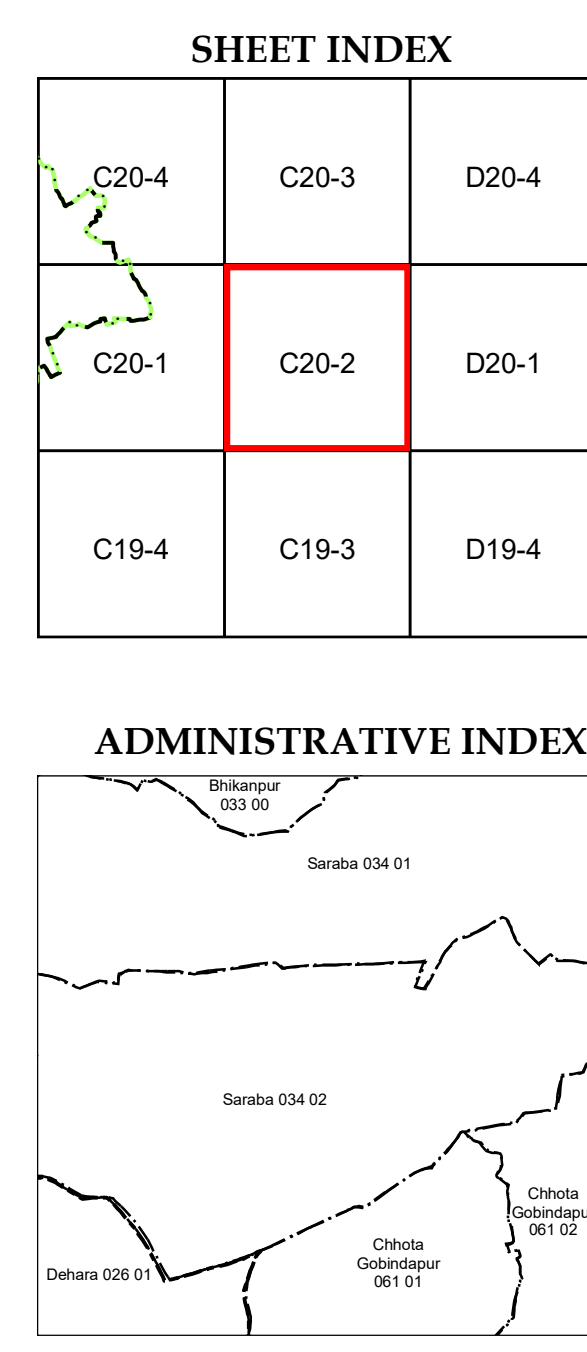 SHEET INDEX
C20-4 C20-3 D20-4
C20-1 C20-2 D20-1
C19-4 C19-3 D19-4
ADMINISTRATIVE INDEX
Bhikanpur
033 00
Saraba 034 01
Saraba 034 02
Chhota
Gobindapu
061 02
Chhota
Gobindapur
061 01
Dehara 026 01